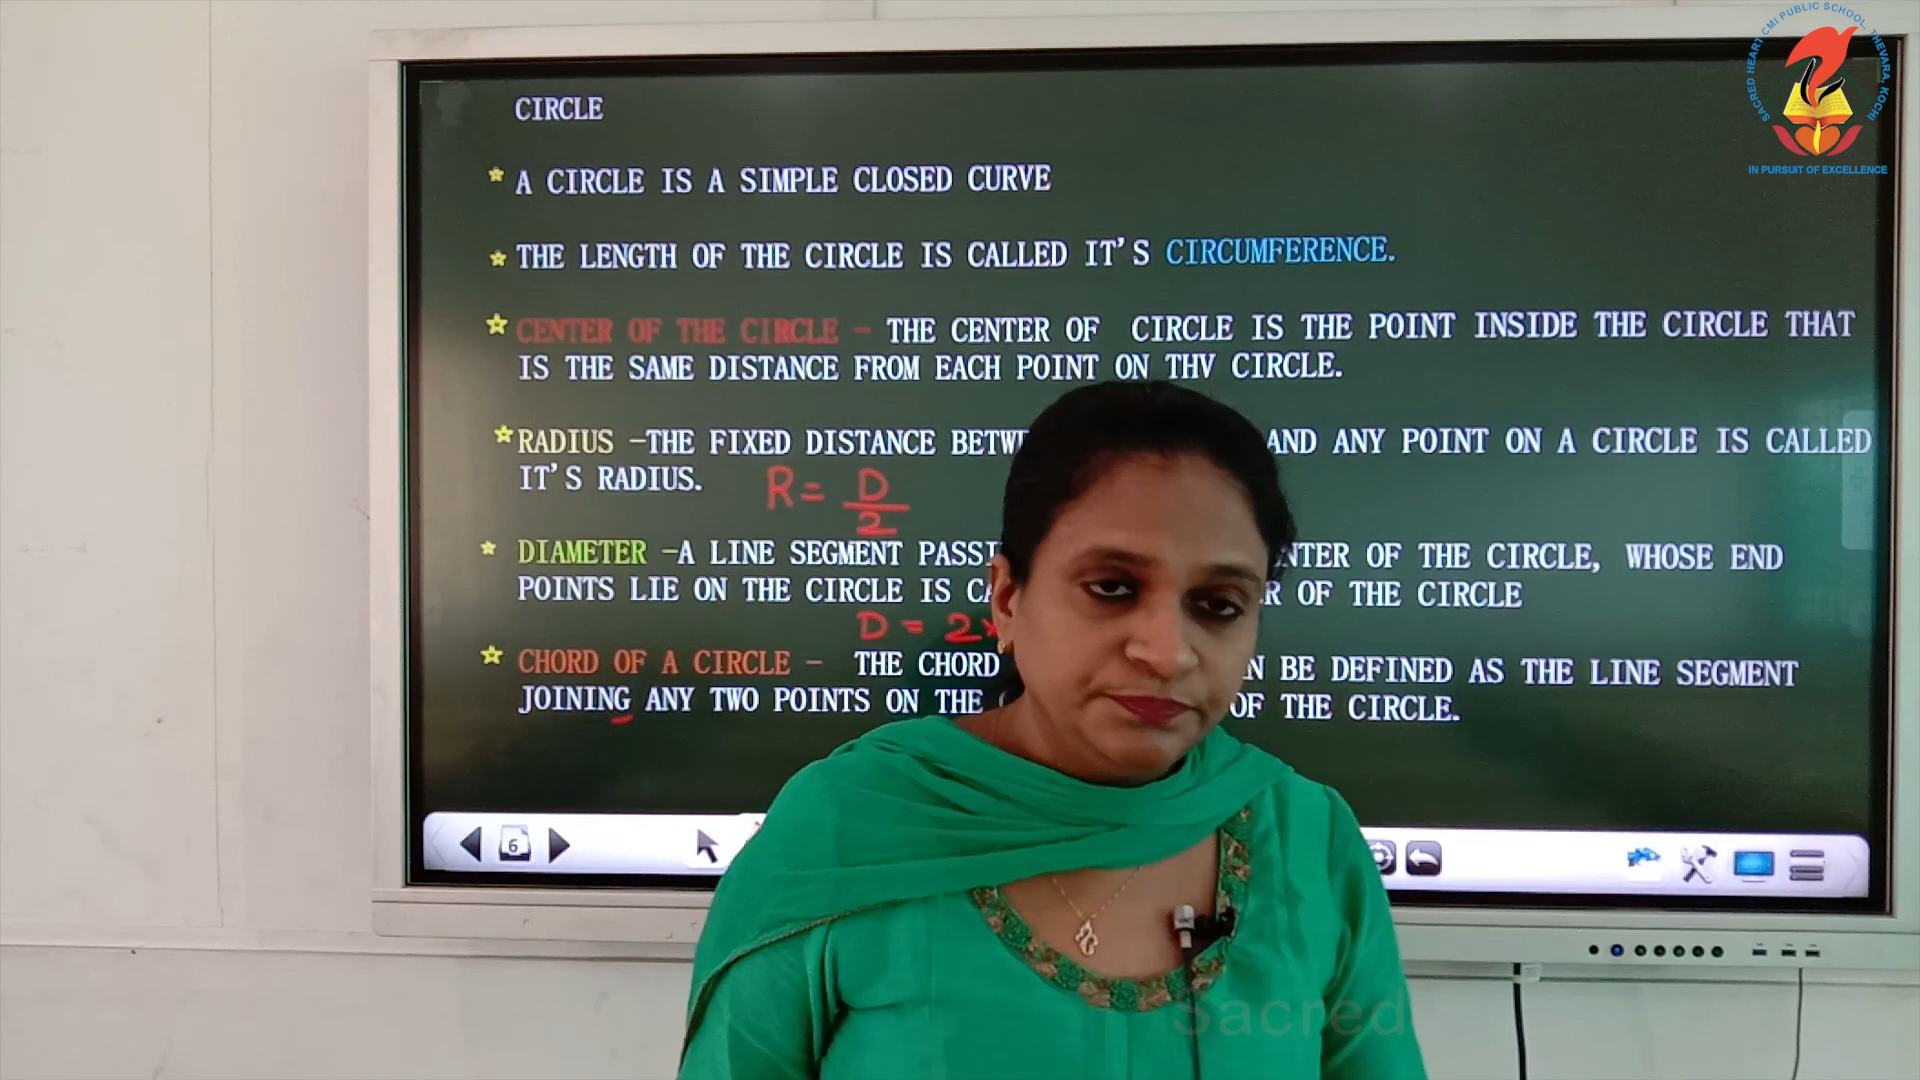 CIRCLE
A CIRCLE IS A SIMPLE CLOSED CURVE
THE LENGTH OF THE CIRCLE IS CALLED IT'S CIRCUMFERENCE.
CENTER OF THE CIRCLE - THE CENTER OF CIRCLE IS THE POINT INSIDE THE CIRCLE THAT
IS THE SAME DISTANCE FROM EACH POINT ON THV CIRCLE.
RADIUS -THE FIXED DISTANCE AND ANY POINT ON A CIRCLE IS CALLED
IT'S RADIUS.
R = D/2
DIAMETER -A LINE SEGMENT OF THE CIRCLE, WHOSE END
POINTS LIE ON THE CIRCLE IS OF THE CIRCLE
D = 2×
CHORD OF A CIRCLE - THE CHORD BE DEFINED AS THE LINE SEGMENT
JOINING ANY TWO POINTS ON THE OF THE CIRCLE.
6
SACRED HEART CMI PUBLIC SCHOOL, THEVARA, KOCHI
IN PURSUIT OF EXCELLENCE
Sacred